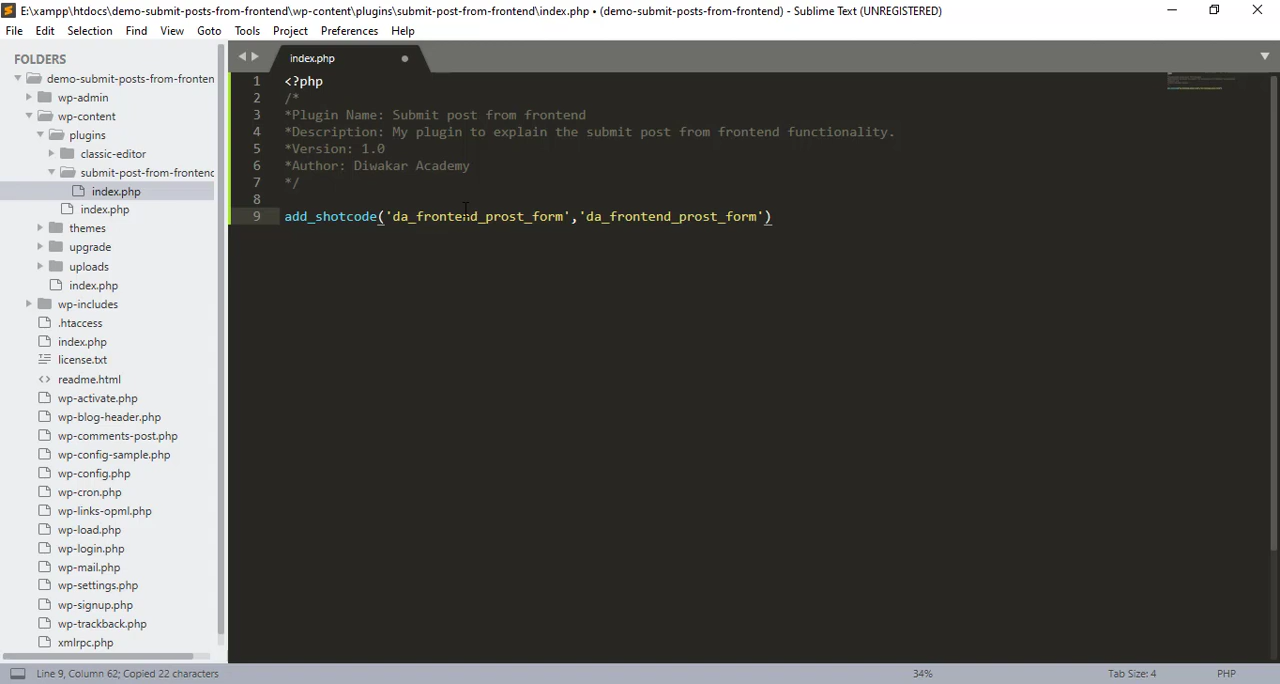 E:\xampp\htdocs\demo-submit-posts-from-frontend\wp-content\plugins\submit-post-from-frontend\index.php • (demo-submit-posts-from-frontend) - Sublime Text (UNREGISTERED)
File Edit Selection Find View Goto Tools Project Preferences Help
FOLDERS
demo-submit-posts-from-fronten
wp-admin
wp-content
plugins
classic-editor
submit-post-from-frontend
index.php
index.php
themes
upgrade
uploads
index.php
wp-includes
.htaccess
index.php
license.txt
readme.html
wp-activate.php
wp-blog-header.php
wp-comments-post.php
wp-config-sample.php
wp-config.php
wp-cron.php
wp-links-opml.php
wp-load.php
wp-login.php
wp-mail.php
wp-settings.php
wp-signup.php
wp-trackback.php
xmlrpc.php
index.php
1 <?php
2 /*
3 *Plugin Name: Submit post from frontend
4 *Description: My plugin to explain the submit post from frontend functionality.
5 *Version: 1.0
6 *Author: Diwakar Academy
7 */
8
9 add_shotcode('da_frontend_prost_form','da_frontend_prost_form')
Line 9, Column 62; Copied 22 characters 34% Tab Size: 4 PHP